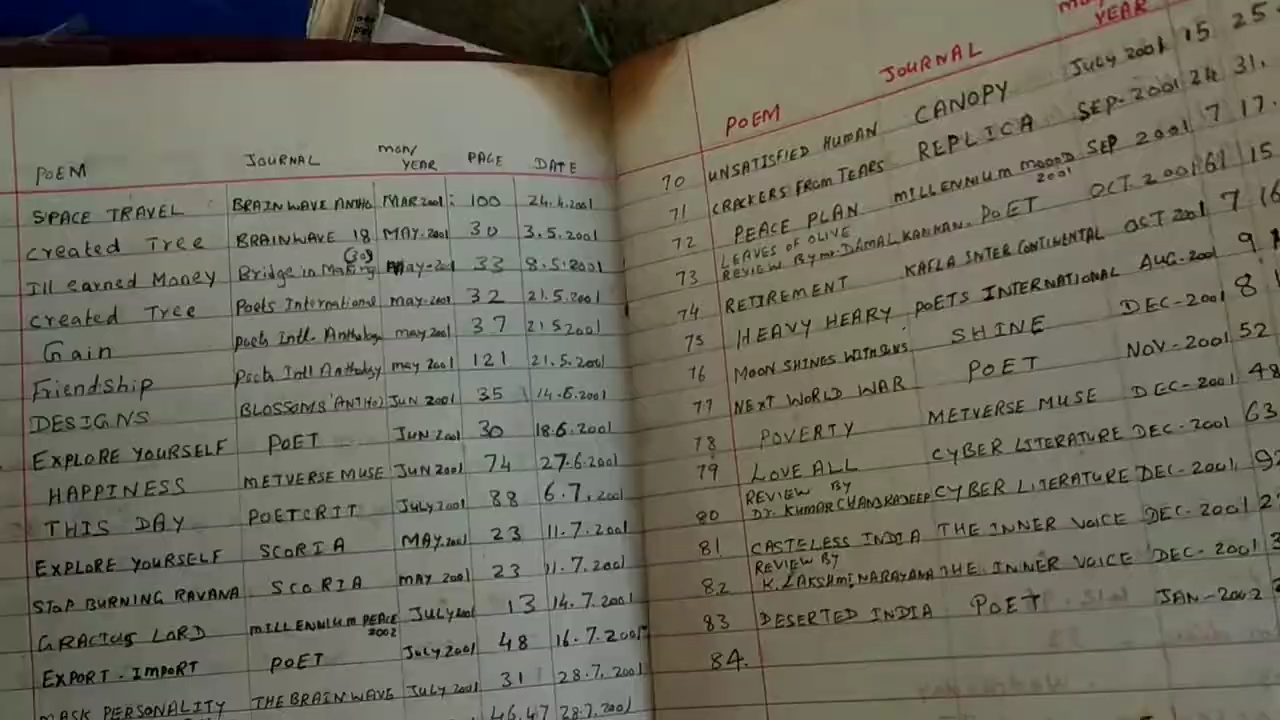 POEM JOURNAL MON/ YEAR PAGE DATE
SPACE TRAVEL BRAINWAVE ANTHO MAR 2001 100 24.4.2001
Created Tree BRAINWAVE 18 MAY-2001 30 3.5.2001
Ill earned Money Bridge in Making May-2001 33 8.5.2001
Created Tree Poets International May-2001 32 21.5.2001
Gain Poets Intl. Anthology May 2001 37 21.5.2001
Friendship Poets Intl Anthology May 2001 121 21.5.2001
DESIGNS BLOSSOMS ANTHO JUN 2001 35 14.6.2001
EXPLORE YOURSELF POET JUN 2001 30 18.6.2001
HAPPINESS METVERSE MUSE JUN 2001 74 27.6.2001
THIS DAY POETCRIT JULY 2001 88 6.7.2001
EXPLORE YOURSELF SCORIA MAY.2001 23 11.7.2001
STOP BURNING RAVANA SCORIA MAY 2001 23 11.7.2001
GRACIUS LORD MILLENNIUM PEACE 2002 JULY 2001 13 14.7.2001
EXPORT. IMPORT POET JULY 2001 48 16.7.2001
MASK PERSONALITY THE BRAINWAVE JULY 2001 31 28.7.2001
46,47 28.7.2001
POEM JOURNAL YEAR
70 UNSATISFIED HUMAN CANOPY JULY 2001 15 25.
71 CRACKERS FROM TEARS REPLICA SEP-2001 24 31.
72 PEACE PLAN MILLENNIUM MOOND 2001 SEP 2001 7 17.
73 LEAVES OF OLIVE
REVIEW BY Mr. DAMAL KANNAN. POET OCT. 2001 61 15
74 RETIREMENT KAFLA INTER CONTINENTAL OCT 2001 7 16
75 HEAVY HEARY POETS INTERNATIONAL AUG-2001 9
76 MOON SHINES WITH SUNS SHINE DEC-2001 8
77 NEXT WORLD WAR POET NOV-2001 52
78 POVERTY METVERSE MUSE DEC-2001 48
79 LOVE ALL CYBER LITERATURE DEC-2001 63
80 REVIEW BY
Dr. KUMAR CHANDRADEEP CYBER LITERATURE DEC-2001, 92
81 CASTELESS INDIA THE INNER VOICE DEC-2001
82 REVIEW BY
K. LAKSHMINARAYANA THE INNER VOICE DEC-2001
83 DESERTED INDIA POET JAN-2002
84.